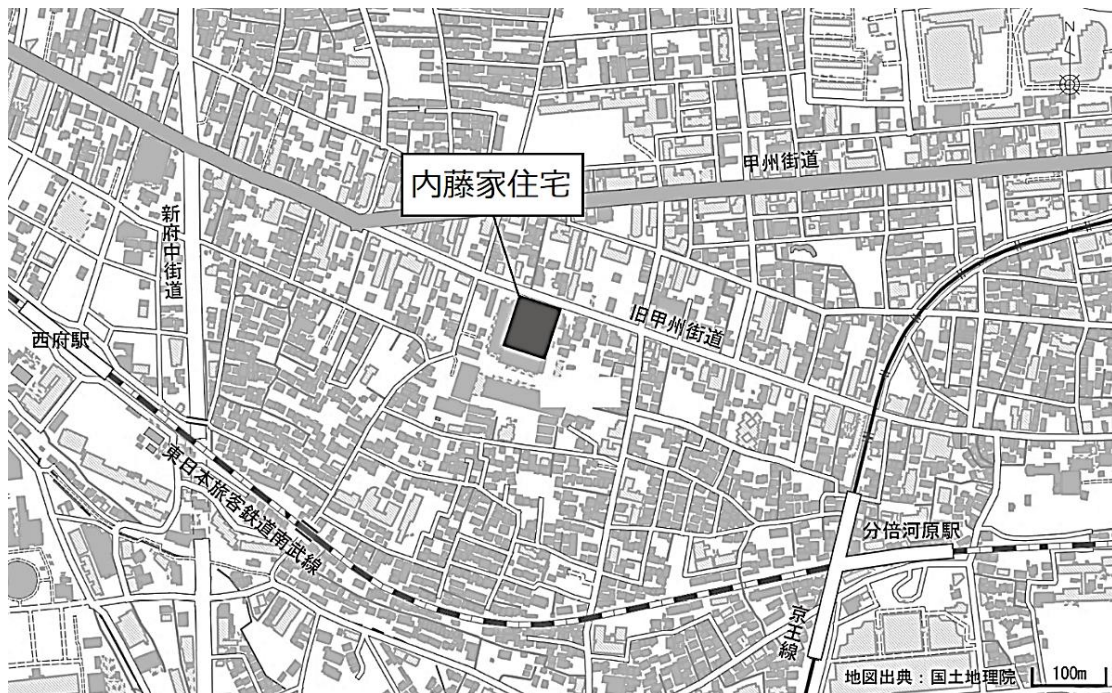 N
甲州街道
内藤家住宅
新府中街道
旧甲州街道
西府駅
東日本旅客鉄道南武線
分倍河原駅
京王線
地図出典：国土地理院
100m